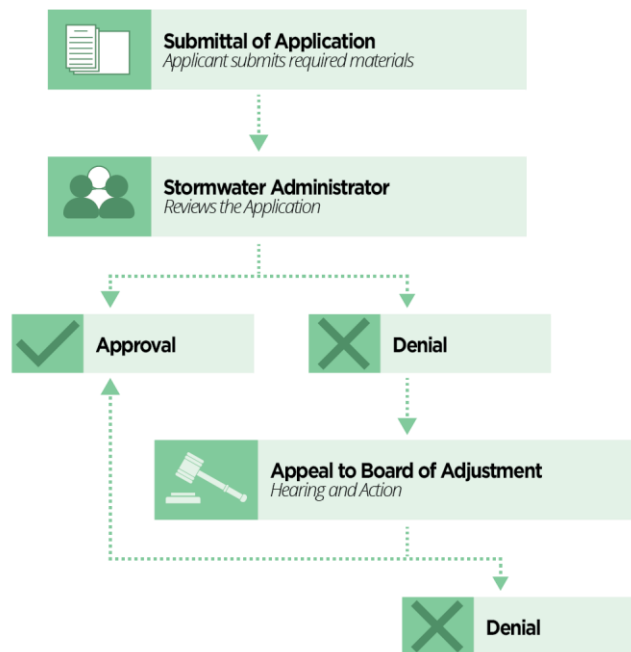 Submittal of Application
Applicant submits required materials
Stormwater Administrator
Reviews the Application
Approval
Denial
Appeal to Board of Adjustment
Hearing and Action
Denial